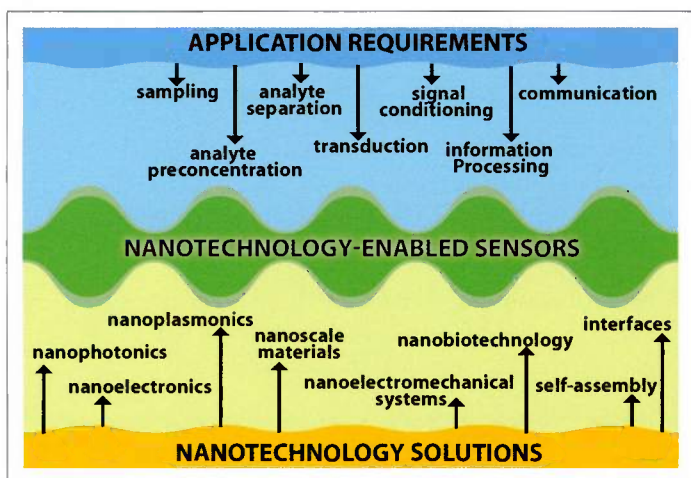 APPLICATION REQUIREMENTS
sampling
analyte
separation
signal
conditioning
communication
analyte
preconcentration
transduction
information
Processing
NANOTECHNOLOGY-ENABLED SENSORS
nanophotonics
nanoelectronics
nanoplasmonics
nanoscale
materials
nanoelectromechanical
systems
nanobiotechnology
self-assembly
interfaces
NANOTECHNOLOGY SOLUTIONS